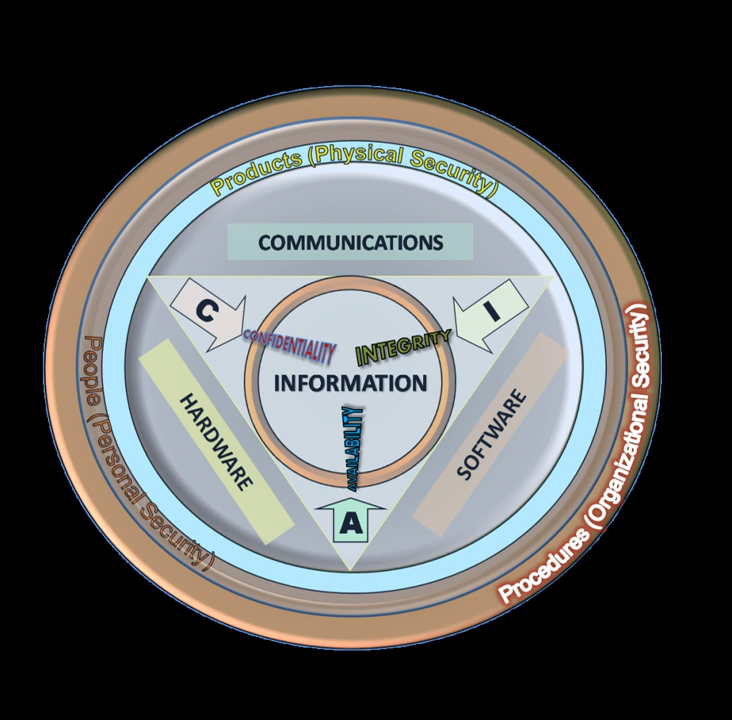 Products (Physical Security)
COMMUNICATIONS
C
I
CONFIDENTIALITY
INTEGRITY
INFORMATION
AVAILABILITY
HARDWARE
SOFTWARE
A
People (Personal Security)
Procedures (Organizational Security)